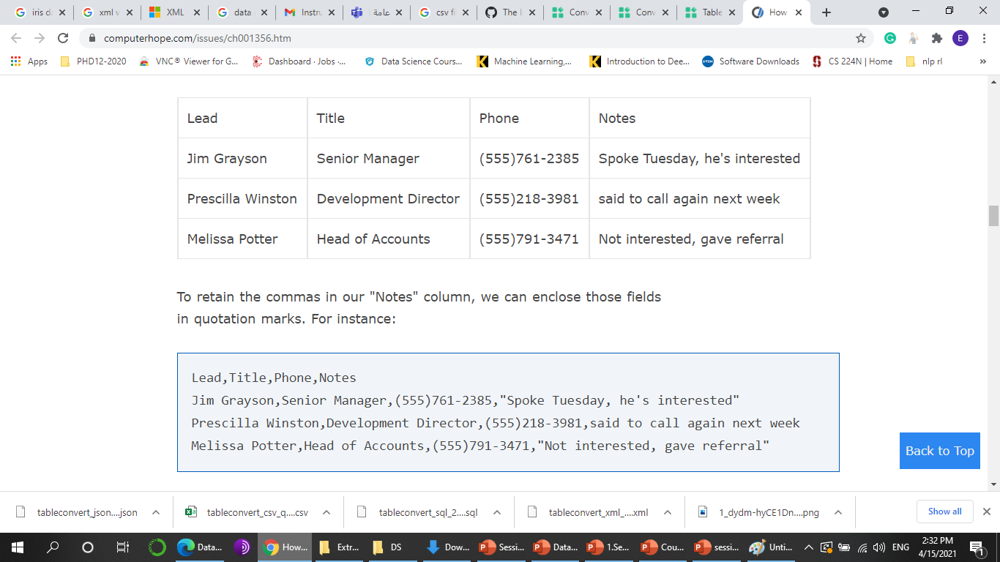 iris d
xml v
XML
data
Instru
عامة
csv fi
The I
Conv
Conv
Table
How
computerhope.com/issues/ch001356.htm
E
Apps
PHD12-2020
VNC® Viewer for G...
Dashboard · Jobs ·...
Data Science Cours...
Machine Learning,...
Introduction to Dee...
Software Downloads
CS 224N | Home
nlp rl
»
Lead Title Phone Notes
Jim Grayson Senior Manager (555)761-2385 Spoke Tuesday, he's interested
Prescilla Winston Development Director (555)218-3981 said to call again next week
Melissa Potter Head of Accounts (555)791-3471 Not interested, gave referral
To retain the commas in our "Notes" column, we can enclose those fields
in quotation marks. For instance:
Lead,Title,Phone,Notes
Jim Grayson,Senior Manager,(555)761-2385,"Spoke Tuesday, he's interested"
Prescilla Winston,Development Director,(555)218-3981,said to call again next week
Melissa Potter,Head of Accounts,(555)791-3471,"Not interested, gave referral"
Back to Top
tableconvert_json....json
tableconvert_csv_q....csv
tableconvert_sql_2....sql
tableconvert_xml_....xml
1_dydm-hyCE1Dn....png
Show all
Data...
How...
Extr...
DS
Dow...
Sessi...
Data...
1.Se...
Cou...
sessi...
Unti...
ENG
2:32 PM
4/15/2021
1